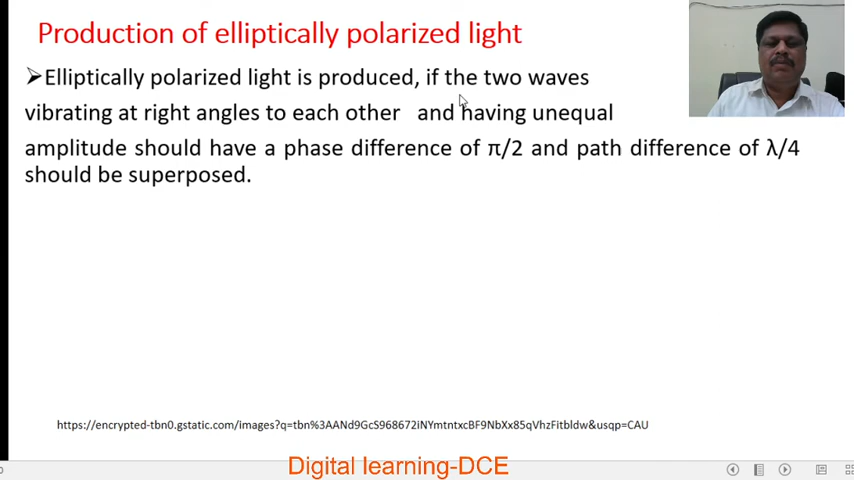 Production of elliptically polarized light
➢Elliptically polarized light is produced, if the two waves
vibrating at right angles to each other and having unequal
amplitude should have a phase difference of π/2 and path difference of λ/4
should be superposed.
https://encrypted-tbn0.gstatic.com/images?q=tbn%3AANd9GcS968672iNYmtntxcBF9NbXx85qVhzFitbldw&usqp=CAU
Digital learning-DCE